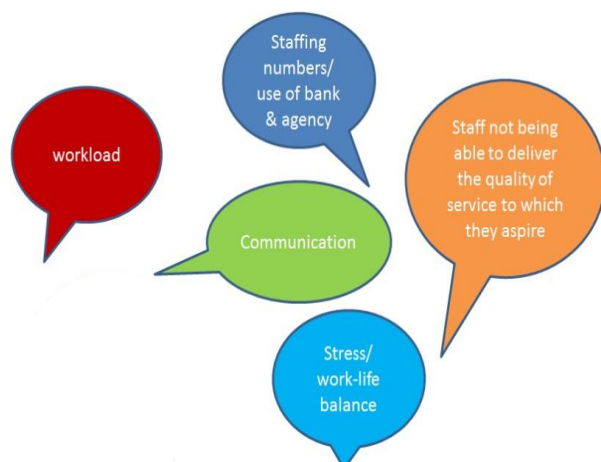 Staffing
numbers/
use of bank
& agency
workload
Staff not being
able to deliver
the quality of
service to which
they aspire
Communication
Stress/
work-life
balance